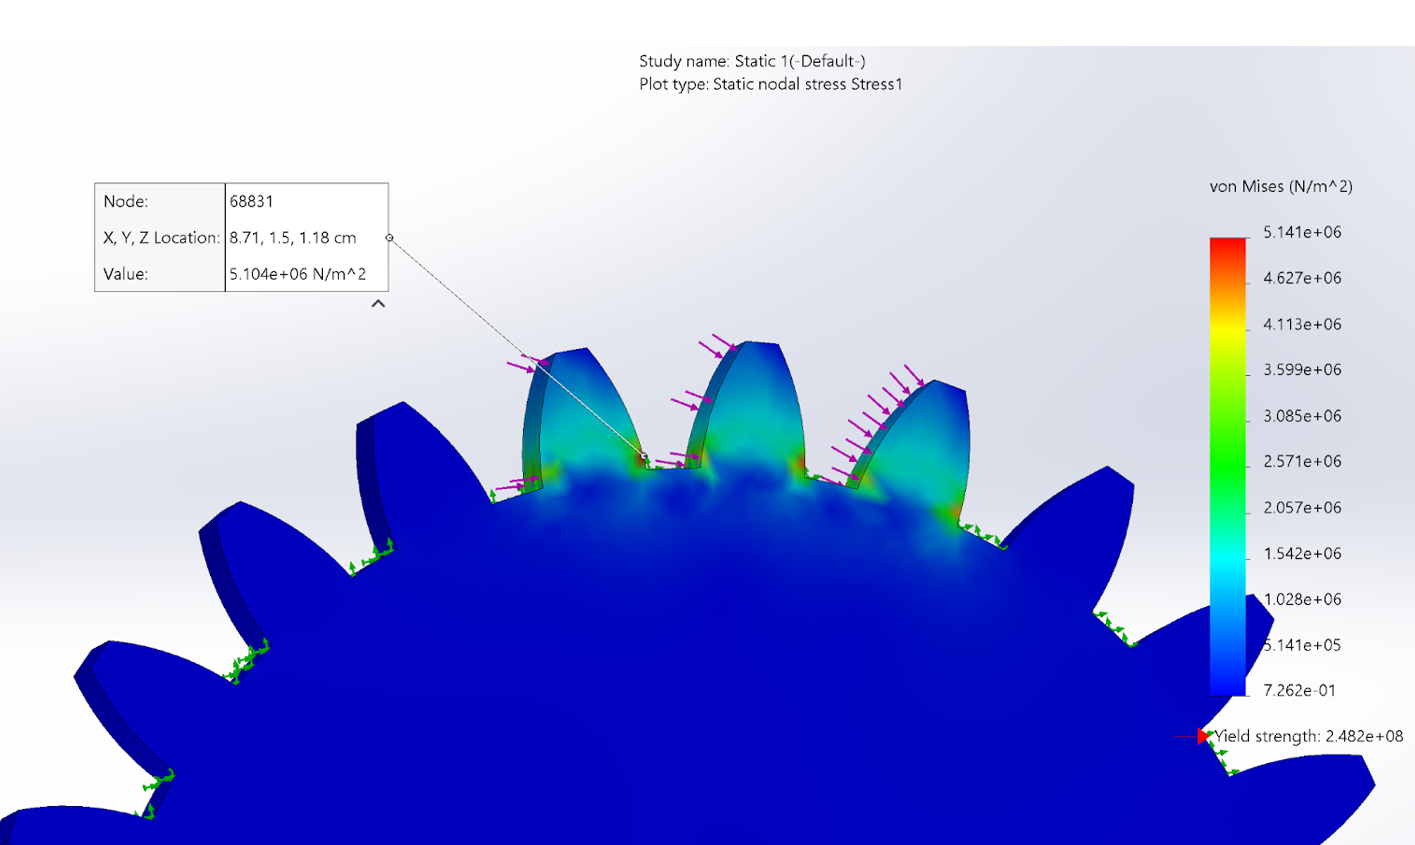 Study name: Static 1(-Default-)
Plot type: Static nodal stress Stress1
Node: 68831
X, Y, Z Location: 8.71, 1.5, 1.18 cm
Value: 5.104e+06 N/m^2
von Mises (N/m^2)
5.141e+06
4.627e+06
4.113e+06
3.599e+06
3.085e+06
2.571e+06
2.057e+06
1.542e+06
1.028e+06
5.141e+05
7.262e-01
Yield strength: 2.482e+08